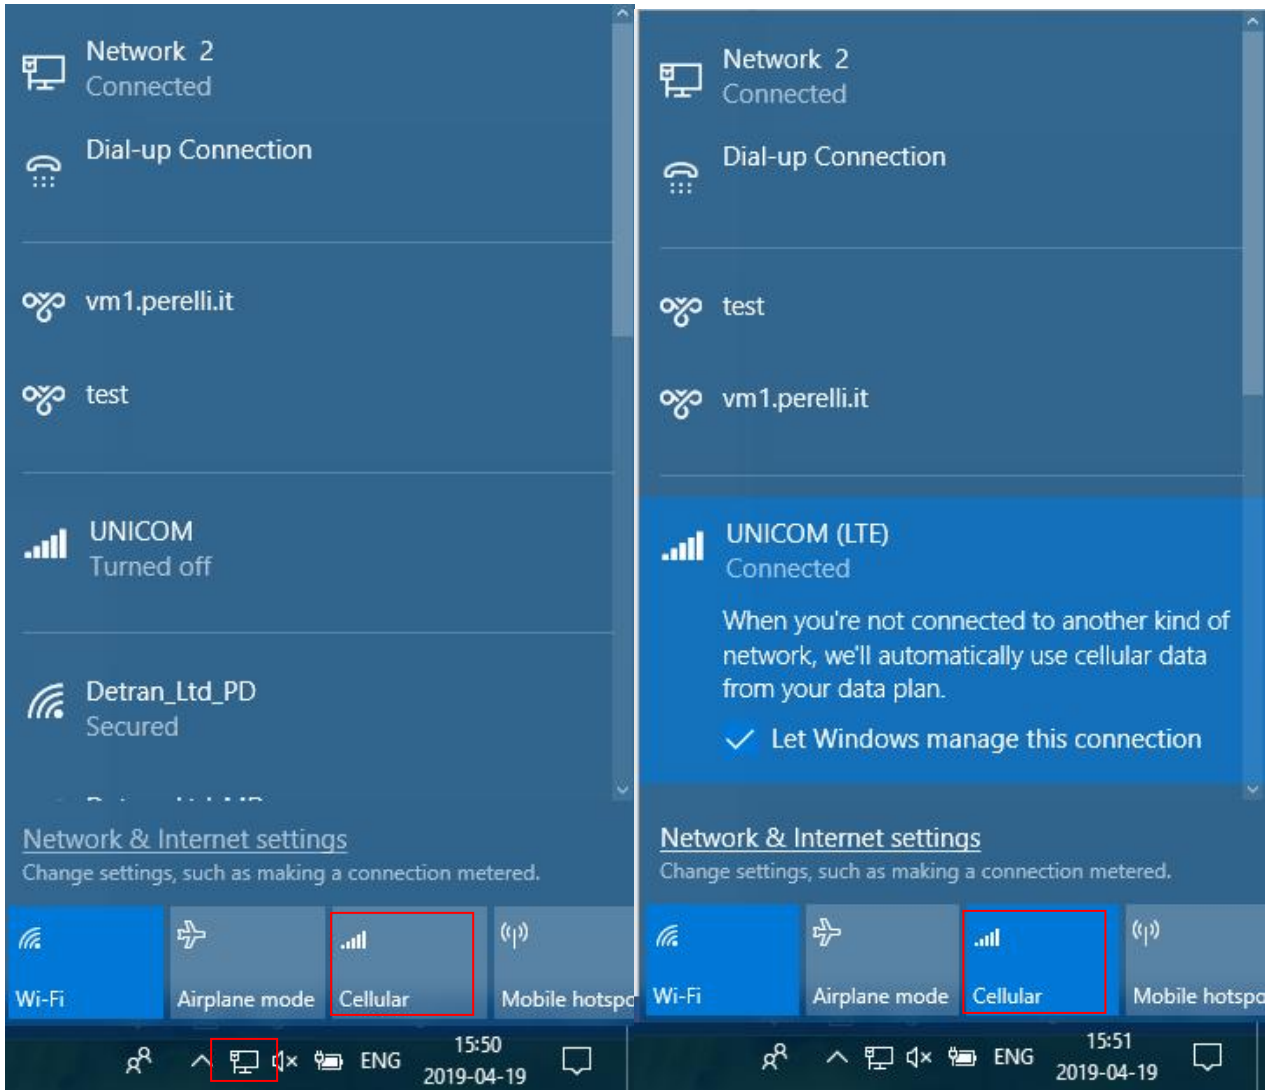 Network 2
Connected
Dial-up Connection
vm1.perelli.it
test
UNICOM
Turned off
Detran_Ltd_PD
Secured
Network & Internet settings
Change settings, such as making a connection metered.
Wi-Fi
Airplane mode
Cellular
Mobile hotspo
ENG
15:50
2019-04-19
Network 2
Connected
Dial-up Connection
test
vm1.perelli.it
UNICOM (LTE)
Connected
When you're not connected to another kind of
network, we'll automatically use cellular data
from your data plan.
Let Windows manage this connection
Network & Internet settings
Change settings, such as making a connection metered.
Wi-Fi
Airplane mode
Cellular
Mobile hotspo
ENG
15:51
2019-04-19